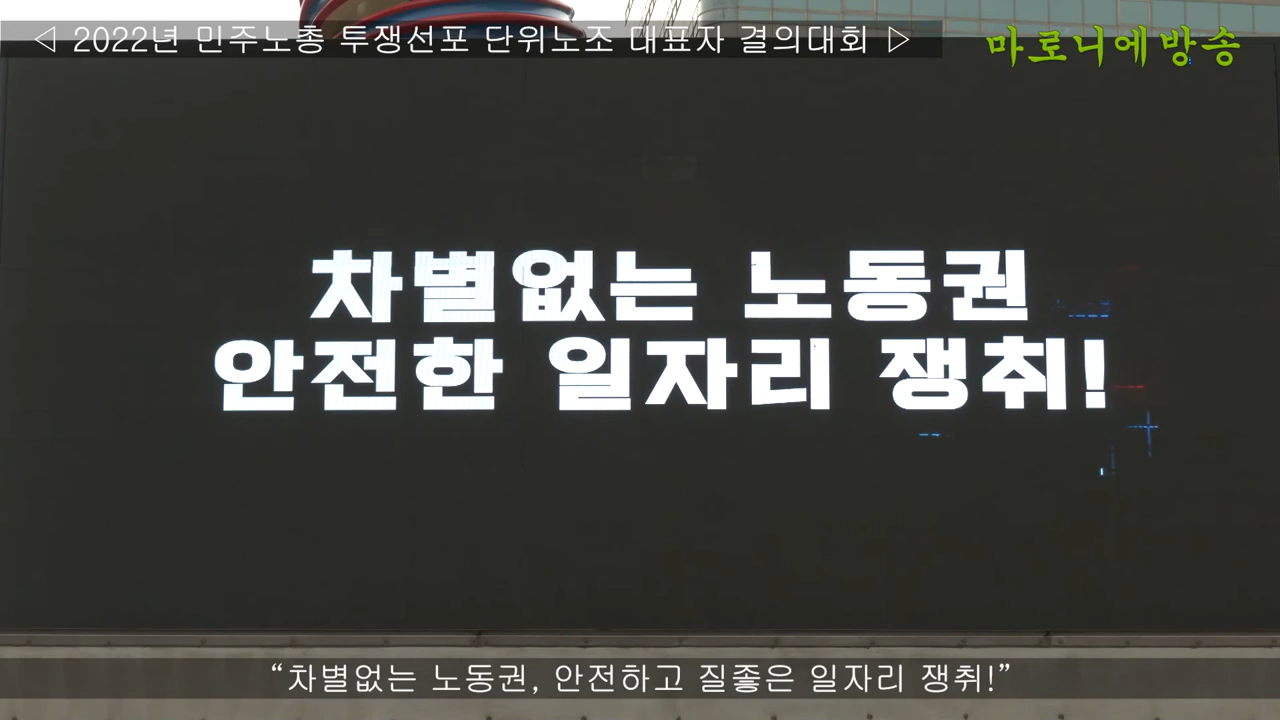 ◁ 2022년 민주노총 투쟁선포 단위노조 대표자 결의대회 ▷
마로니에방송
차별없는 노동권
안전한 일자리 쟁취!
“차별없는 노동권, 안전하고 질좋은 일자리 쟁취!”